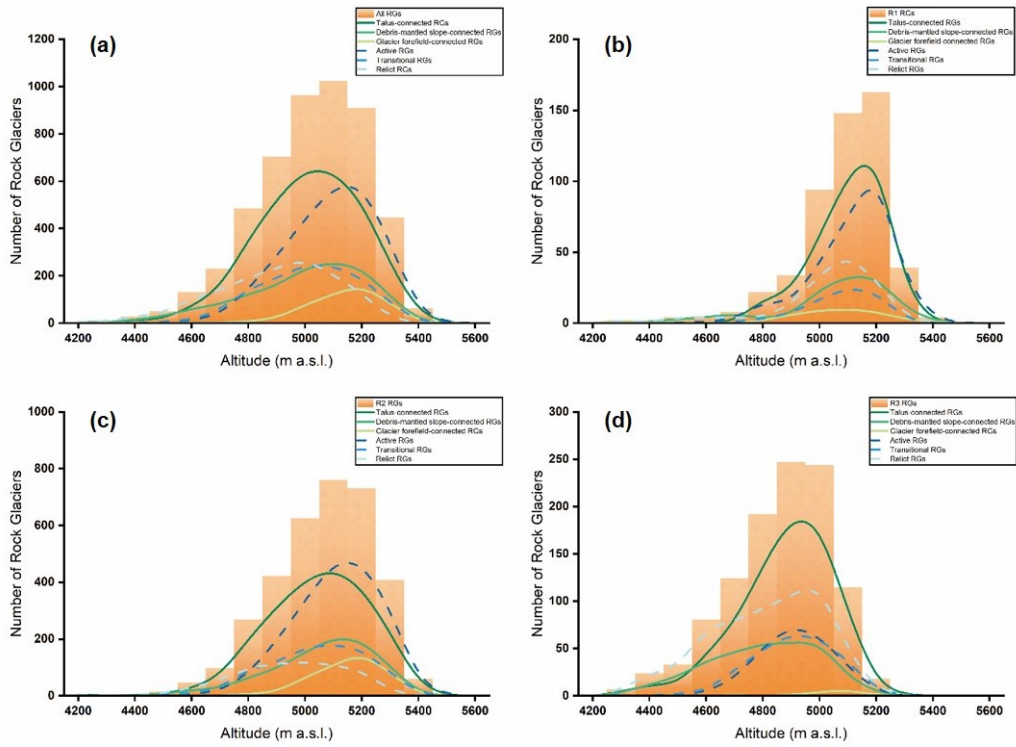 (a)
All RGs
Talus-connected RCs
Debris-mantled slope-connected RGs
Glacier forefield-connected RGs
Active RGs
Transitional RGs
Relict RCs
Number of Rock Glaciers
1200
1000
800
600
400
200
0
4200 4400 4600 4800 5000 5200 5400 5600
Altitude (m a.s.l.)
(b)
R1 RGs
Talus-connected RGs
Debris-mantled slope-connected RGs
Glacier forefield-connected RGs
Active RGs
Transitional RGs
Relict RGs
Number of Rock Glaciers
200
150
100
50
0
4200 4400 4600 4800 5000 5200 5400 5600
Altitude (m a.s.l.)
(c)
R2 RGs
Talus-connected RGs
Debris-mantled slope-connected RGs
Glacier forefield-connected RCs
Active RGs
Transitional RGs
Relict RGs
Number of Rock Glaciers
1000
800
600
400
200
0
4200 4400 4600 4800 5000 5200 5400 5600
Altitude (m a.s.l.)
(d)
R3 RGs
Talus-connected RGs
Debris-mantled slope-connected RGs
Glacier forefield-connected RGs
Active RGs
Transitional RGs
Relict RGs
Number of Rock Glaciers
300
250
200
150
100
50
0
4200 4400 4600 4800 5000 5200 5400 5600
Altitude (m a.s.l.)